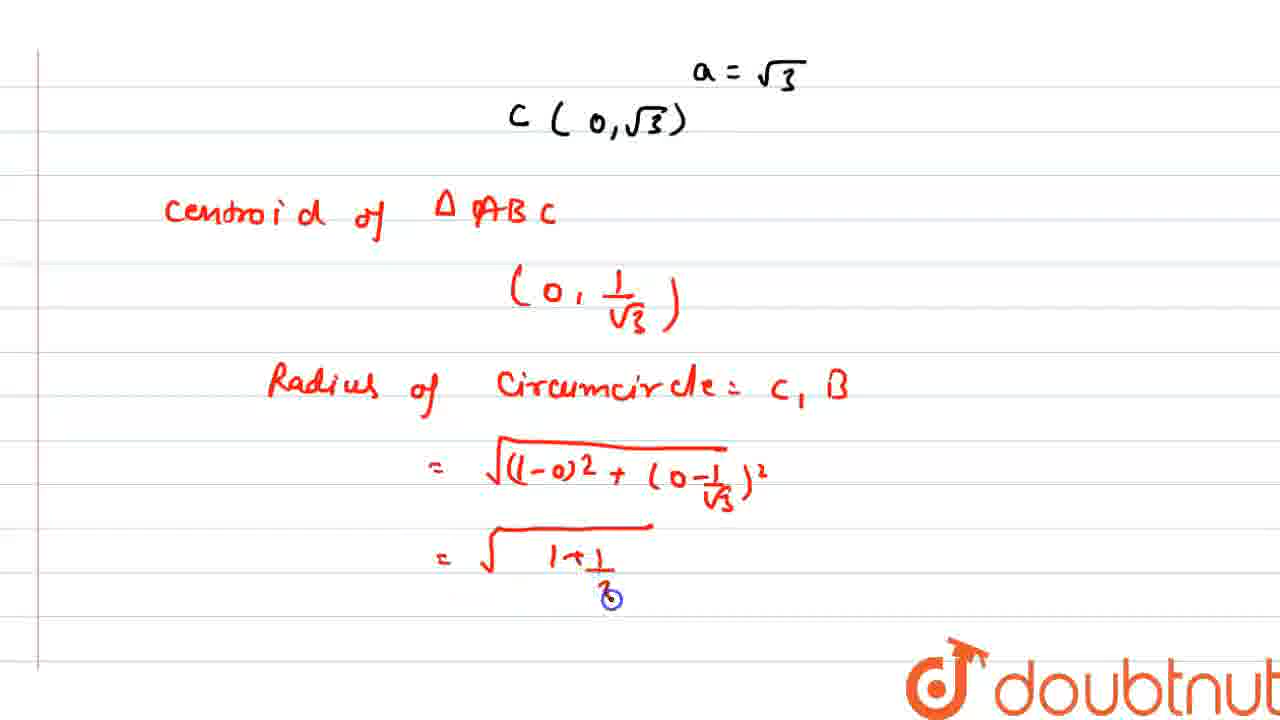 a = √3
C ( 0, √3 )
Centroid of Δ ABC
( 0, 1/√3 )
Radius of Circumcircle = C, B
= √((1-0)² + (0 - 1/√3)²
= √ 1 + 1/3
doubtnut